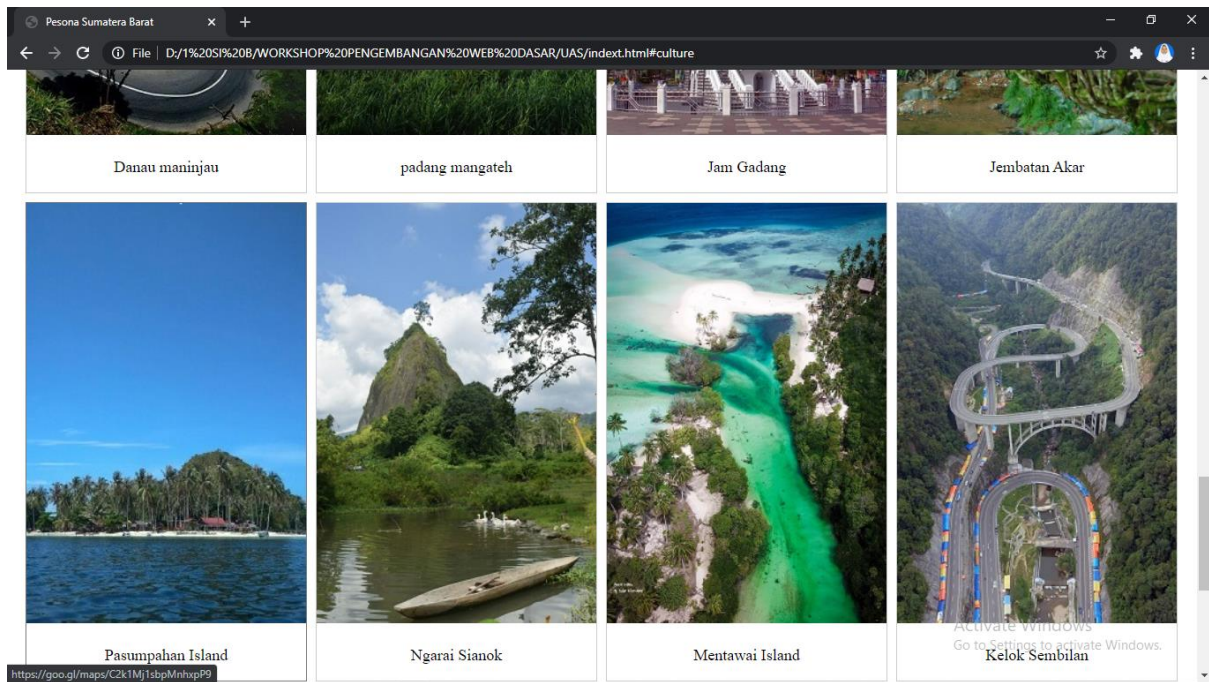 Pesona Sumatera Barat
File D:/1%20SI%20B/WORKSHOP%20PENGEMBANGAN%20WEB%20DASAR/UAS/indext.html#culture
Danau maninjau
padang mangateh
Jam Gadang
Jembatan Akar
Pasumpahan Island
Ngarai Sianok
Mentawai Island
Kelok Sembilan
Activate Windows
Go to Settings to activate Windows.
https://goo.gl/maps/C2k1Mj1sbpMnhxpP9